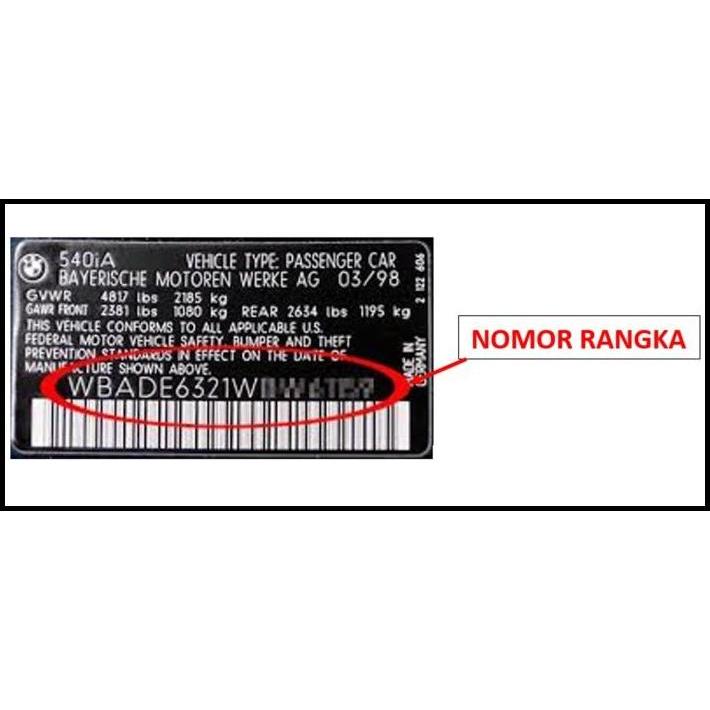 540iA VEHICLE TYPE: PASSENGER CAR
BAYERISCHE MOTOREN WERKE AG 03/98
GVWR 4817 lbs 2185 kg
GAWR FRONT 2381 lbs 1080 kg REAR 2634 lbs 1195 kg
THIS VEHICLE CONFORMS TO ALL APPLICABLE U.S.
FEDERAL MOTOR VEHICLE SAFETY, BUMPER AND THEFT
PREVENTION STANDARDS IN EFFECT ON THE DATE OF
MANUFACTURE SHOWN ABOVE.
WBADE6321W
MADE IN
GERMANY
2 122 606
NOMOR RANGKA